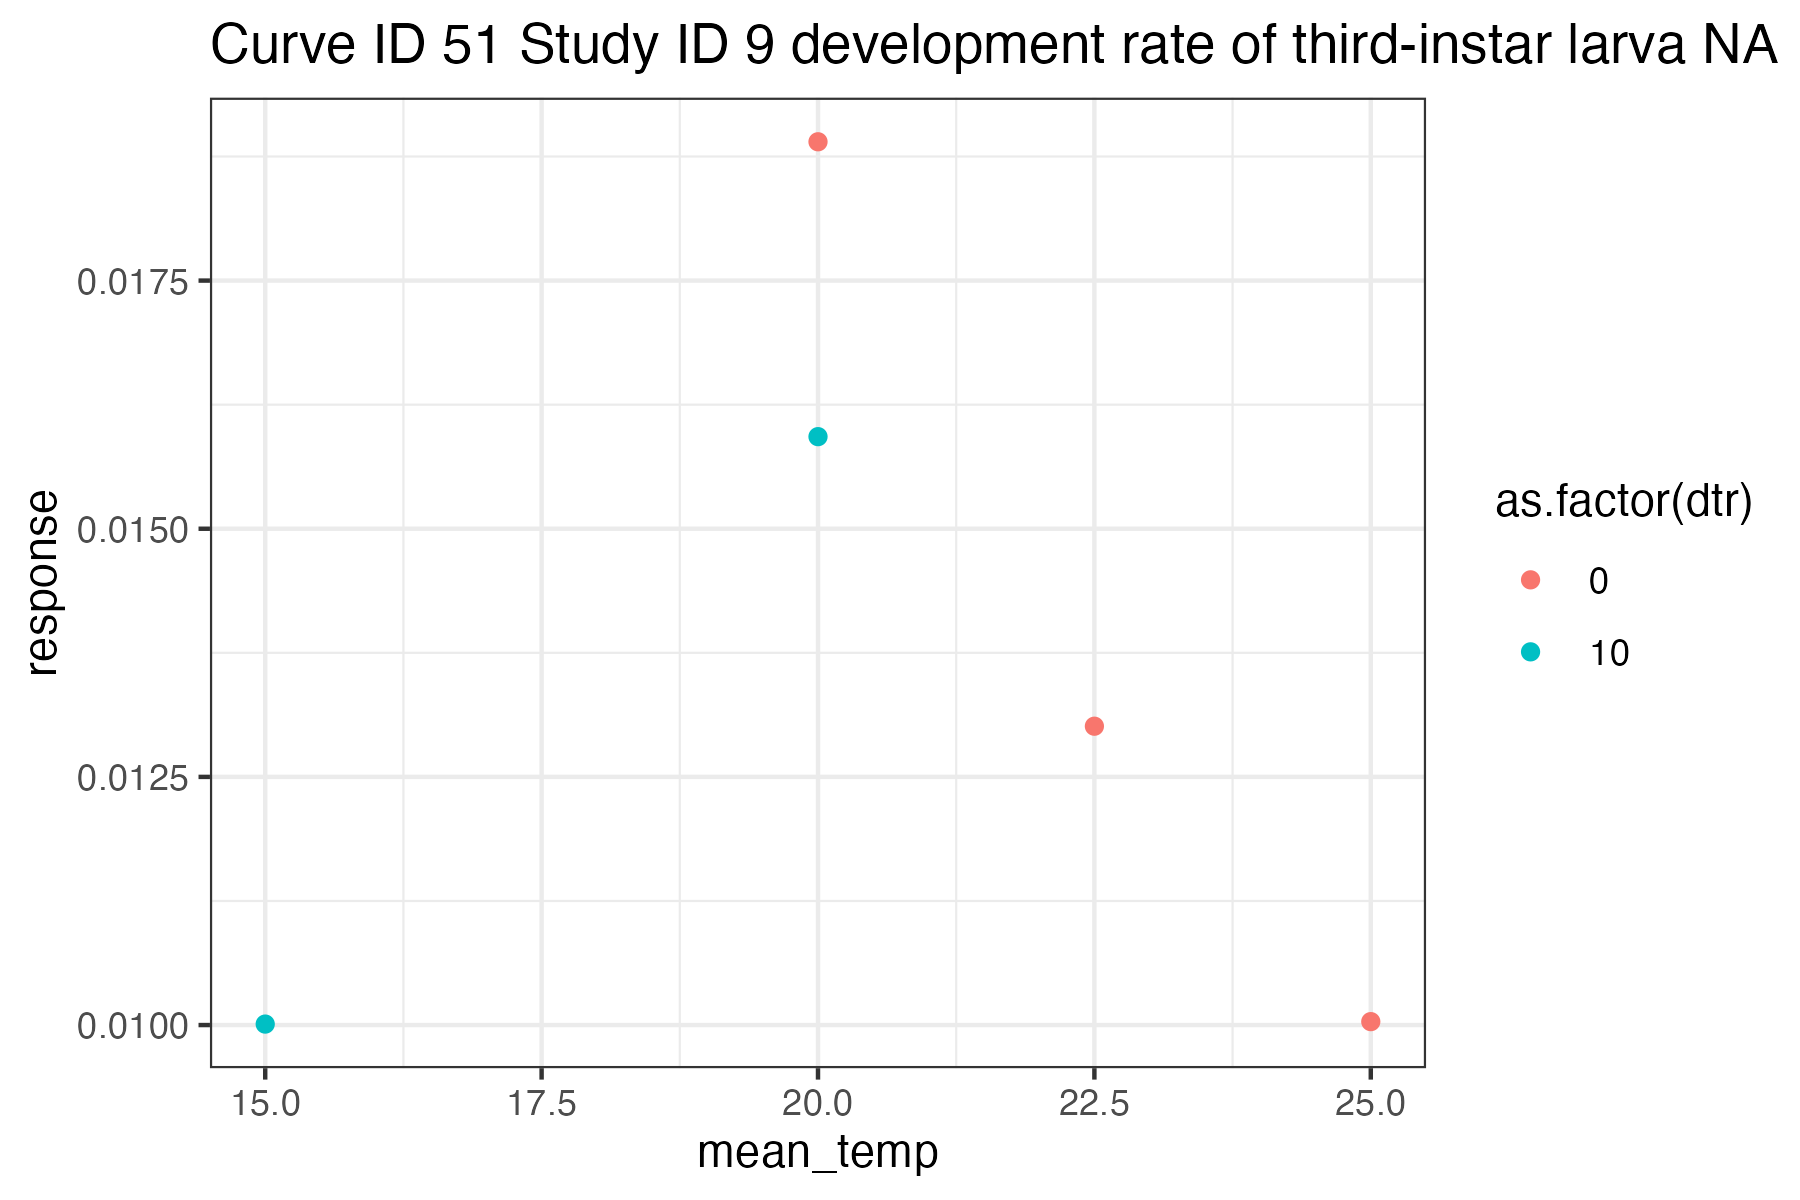 Curve ID 51 Study ID 9 development rate of third-instar larva NA
response
0.0175
0.0150
0.0125
0.0100
15.0 17.5 20.0 22.5 25.0
mean_temp
as.factor(dtr)
0
10